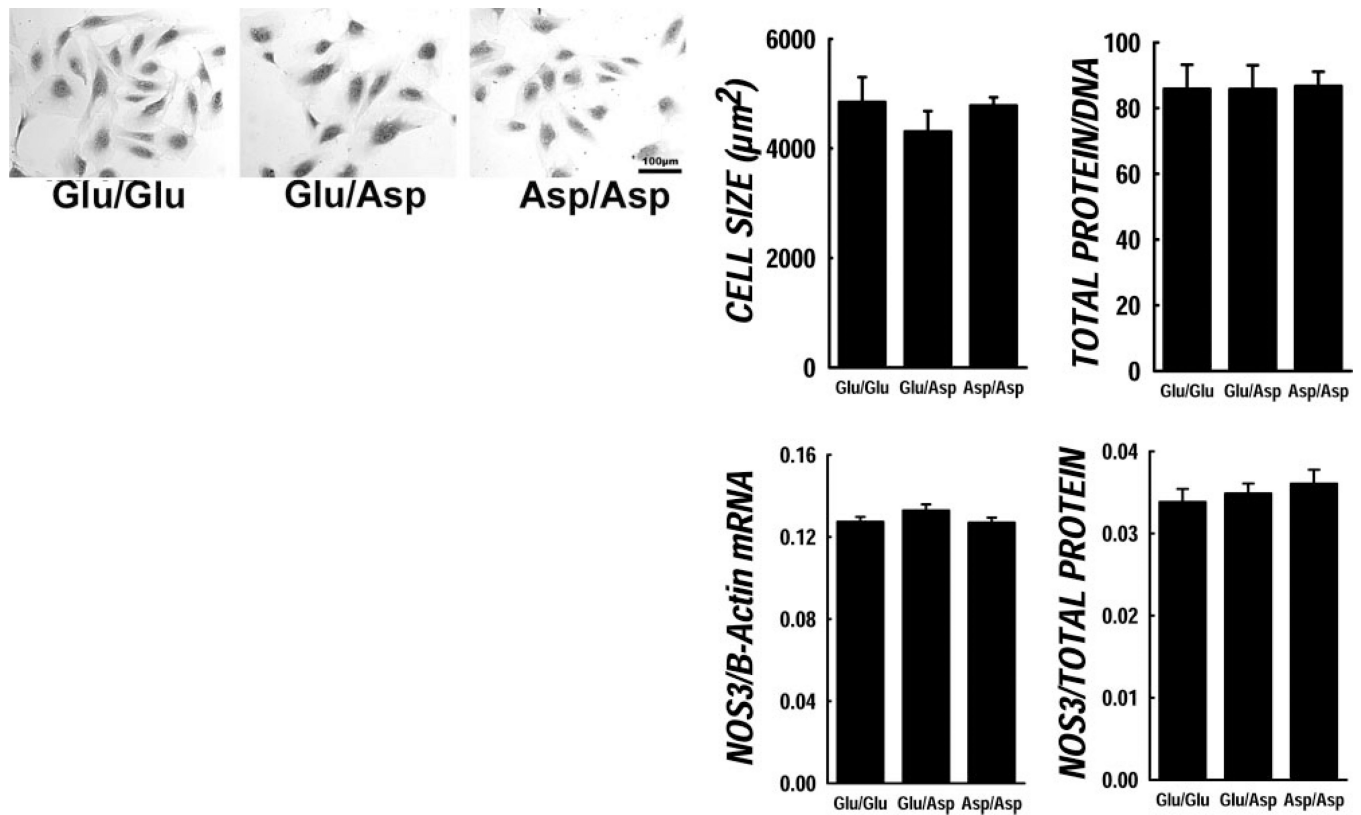 100µm
Glu/Glu Glu/Asp Asp/Asp
CELL SIZE (µm²)
6000
4000
2000
0
Glu/Glu Glu/Asp Asp/Asp
TOTAL PROTEIN/DNA
100
80
60
40
20
0
Glu/Glu Glu/Asp Asp/Asp
NOS3/B-Actin mRNA
0.16
0.12
0.08
0.04
0.00
Glu/Glu Glu/Asp Asp/Asp
NOS3/TOTAL PROTEIN
0.04
0.03
0.02
0.01
0.00
Glu/Glu Glu/Asp Asp/Asp